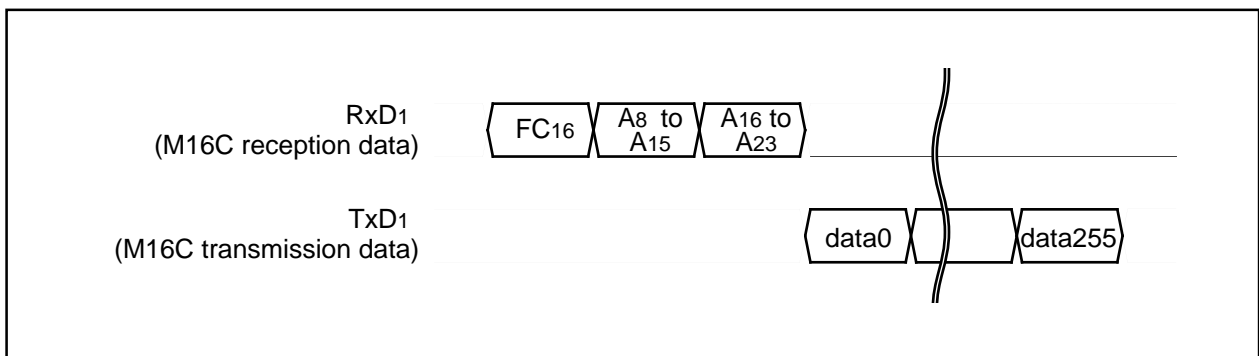 RxD1
(M16C reception data)
FC16
A8 to
A15
A16 to
A23
TxD1
(M16C transmission data)
data0
data255